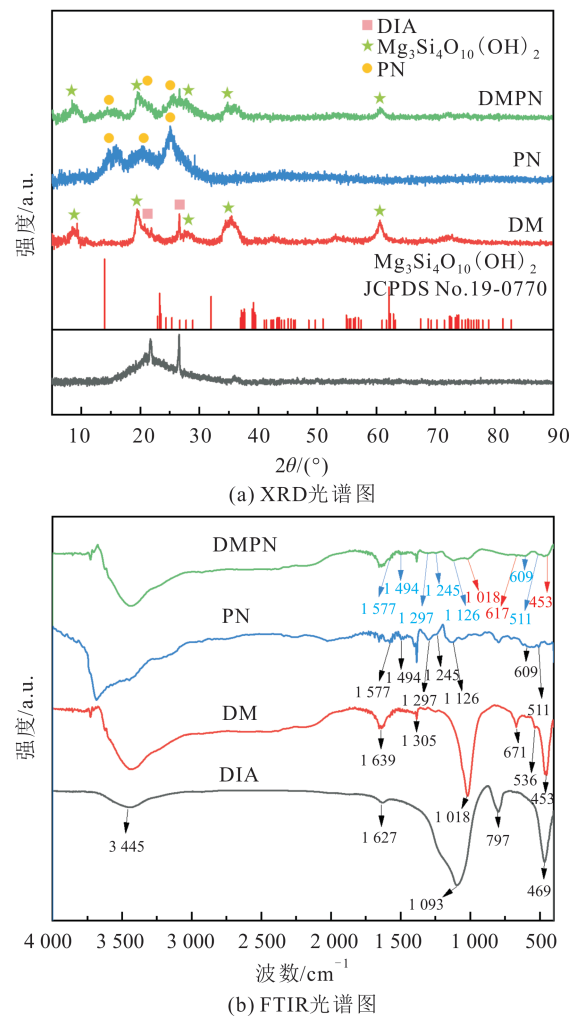 DIA
Mg₃Si₄O₁₀(OH)₂
PN
DMPN
PN
DM
Mg₃Si₄O₁₀(OH)₂
JCPDS No.19-0770
强度/a.u.
5 10 20 30 40 50 60 70 80 90
2θ/(°)
(a) XRD光谱图
DMPN
1 577
1 494
1 297
1 245
1 126
1 018
617
609
511
453
PN
1 577
1 494
1 297
1 245
1 126
609
511
DM
1 639
1 305
1 018
671
536
453
DIA
3 445
1 627
1 093
797
469
强度/a.u.
4 000 3 500 3 000 2 500 2 000 1 500 1 000 500
波数/cm⁻¹
(b) FTIR光谱图